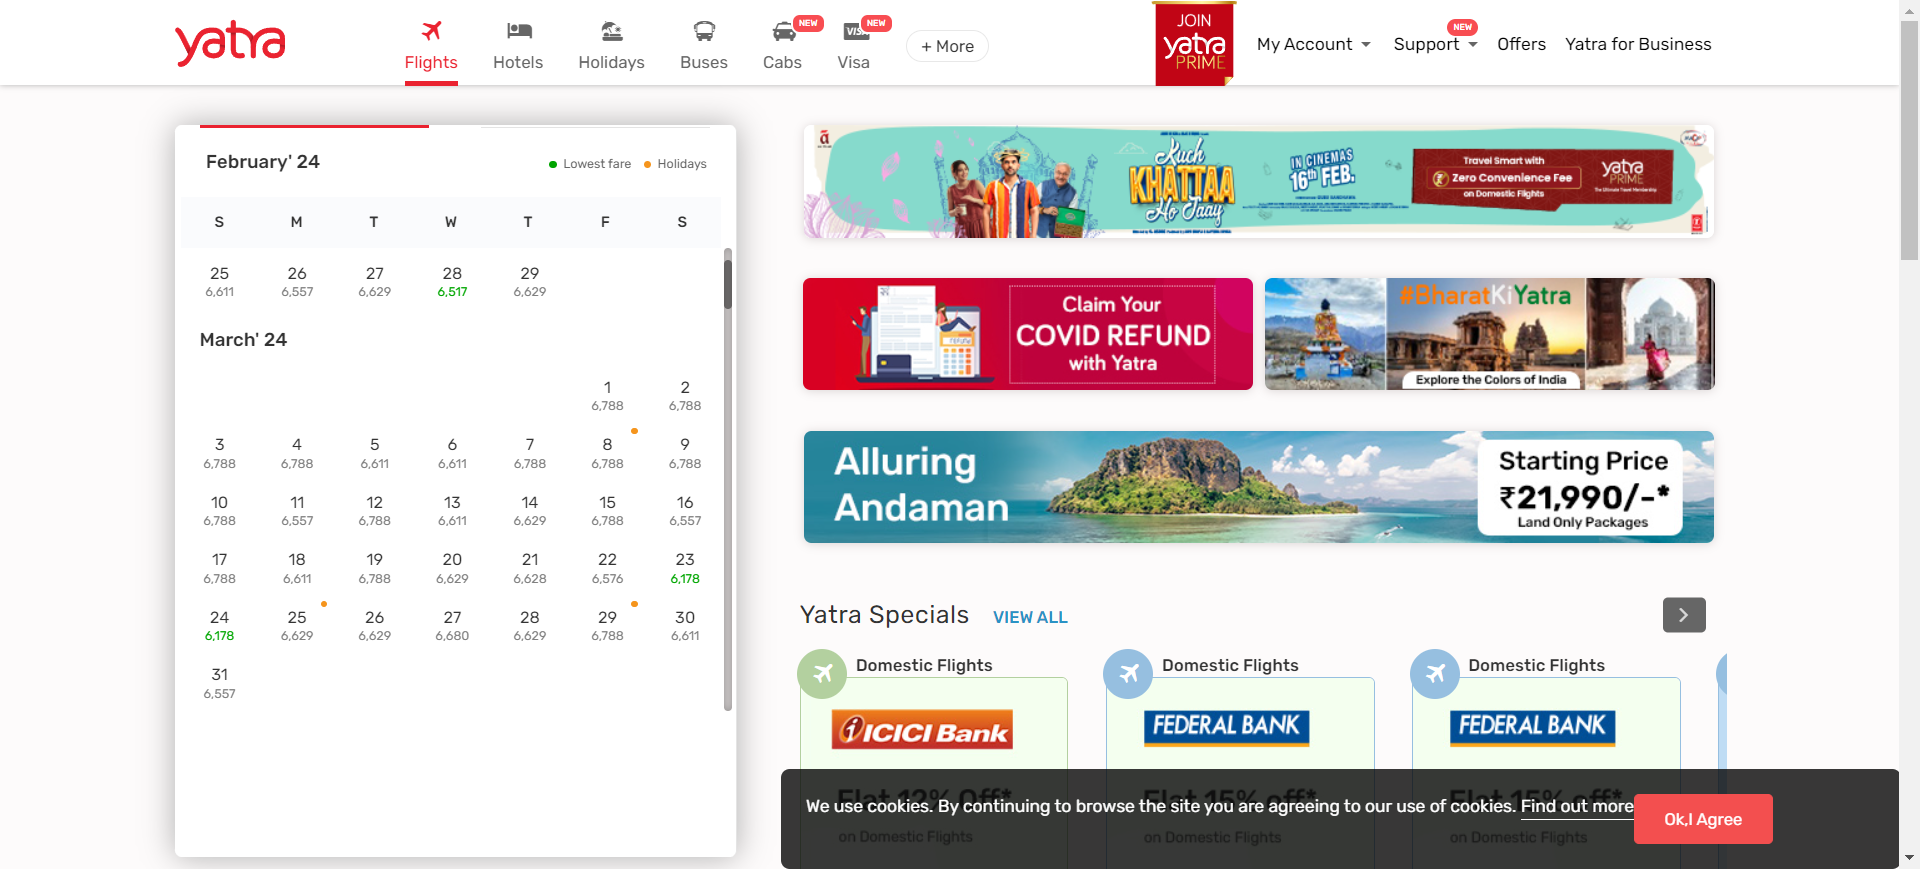 yatra
Flights
Hotels
Holidays
Buses
NEW
Cabs
VISA
NEW
Visa
+ More
JOIN
yatra
PRIME
My Account
NEW
Support
Offers
Yatra for Business
February' 24
Lowest fare
Holidays
S M T W T F S
25 26 27 28 29
6,611 6,557 6,629 6,517 6,629
March' 24
1 2
6,788 6,788
3 4 5 6 7 8 9
6,788 6,788 6,611 6,611 6,788 6,788 6,788
10 11 12 13 14 15 16
6,788 6,557 6,788 6,611 6,629 6,788 6,557
17 18 19 20 21 22 23
6,788 6,611 6,788 6,629 6,628 6,576 6,178
24 25 26 27 28 29 30
6,178 6,629 6,629 6,680 6,629 6,788 6,611
31
6,557
Kuch
KHATTAA
Ho Jaay
IN CINEMAS
16th FEB.
Travel Smart with
Zero Convenience Fee
on Domestic Flights
yatra
PRIME
The Ultimate Travel Membership
Claim Your
COVID REFUND
with Yatra
REFUND
#BharatKiYatra
Explore the Colors of India
Alluring
Andaman
Starting Price
₹21,990/-*
Land Only Packages
Yatra Specials
VIEW ALL
Domestic Flights
ICICI Bank
Flat 12% Off*
on Domestic Flights
Domestic Flights
FEDERAL BANK
Flat 15% off*
on Domestic Flights
Domestic Flights
FEDERAL BANK
Flat 15% off*
on Domestic Flights
We use cookies. By continuing to browse the site you are agreeing to our use of cookies. Find out more
Ok,I Agree